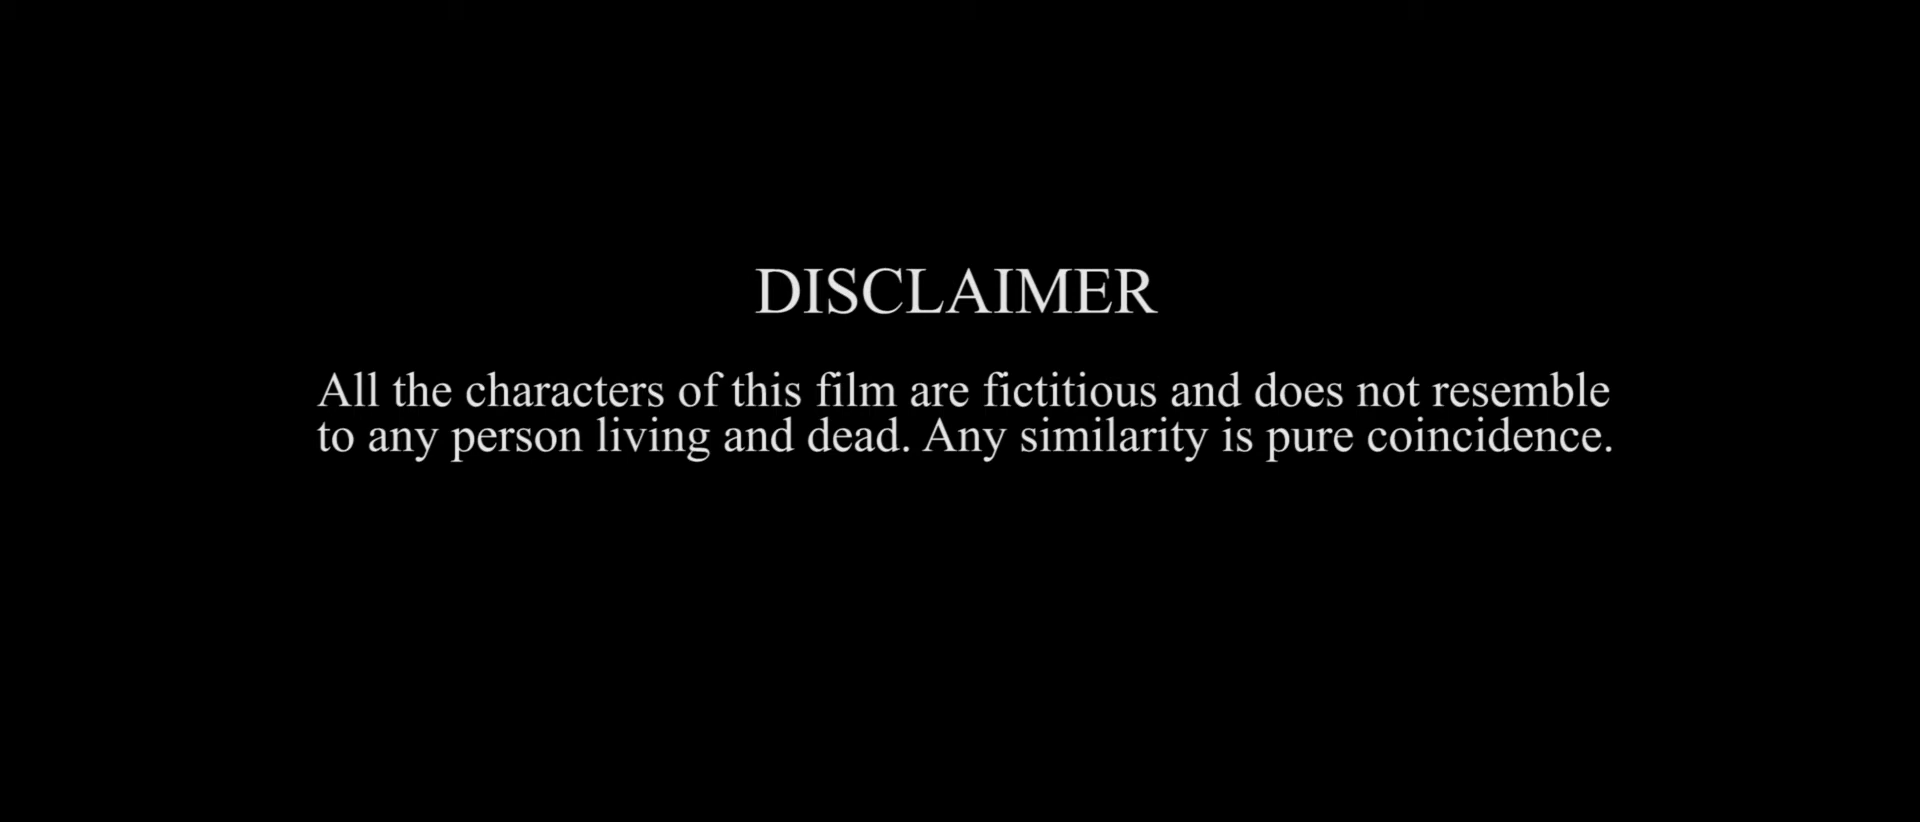 DISCLAIMER
All the characters of this film are fictitious and does not resemble
to any person living and dead. Any similarity is pure coincidence.